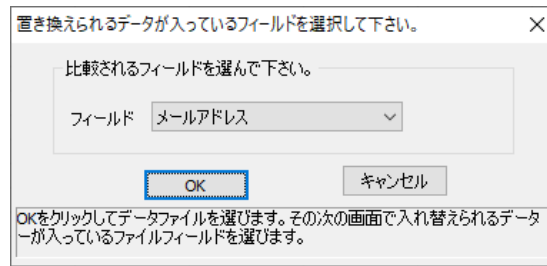 置き換えられるデータが入っているフィールドを選択して下さい。
比較されるフィールドを選んで下さい。
フィールド メールアドレス
OK キャンセル
OKをクリックしてデータファイルを選びます。その次の画面で入れ替えられるデータ
ーが入っているファイルフィールドを選びます。